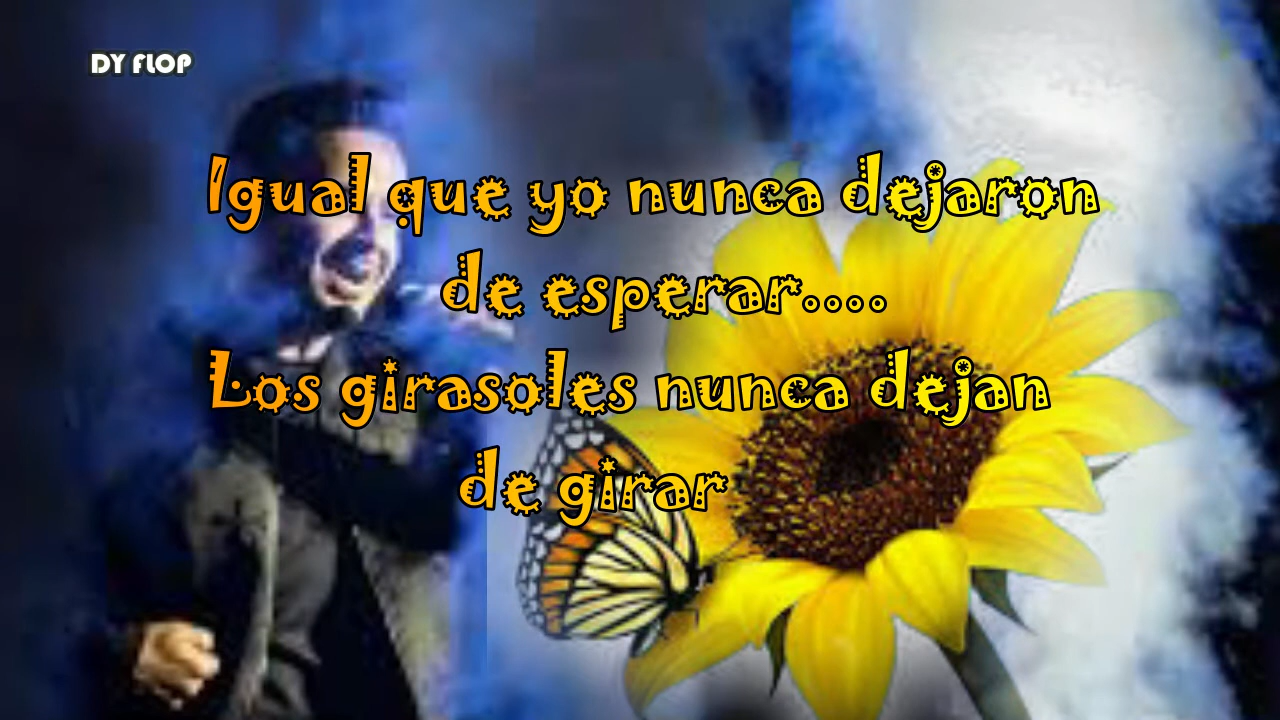 DY FLOP
Igual que yo nunca dejaron
de esperar....
Los girasoles nunca dejan
de girar